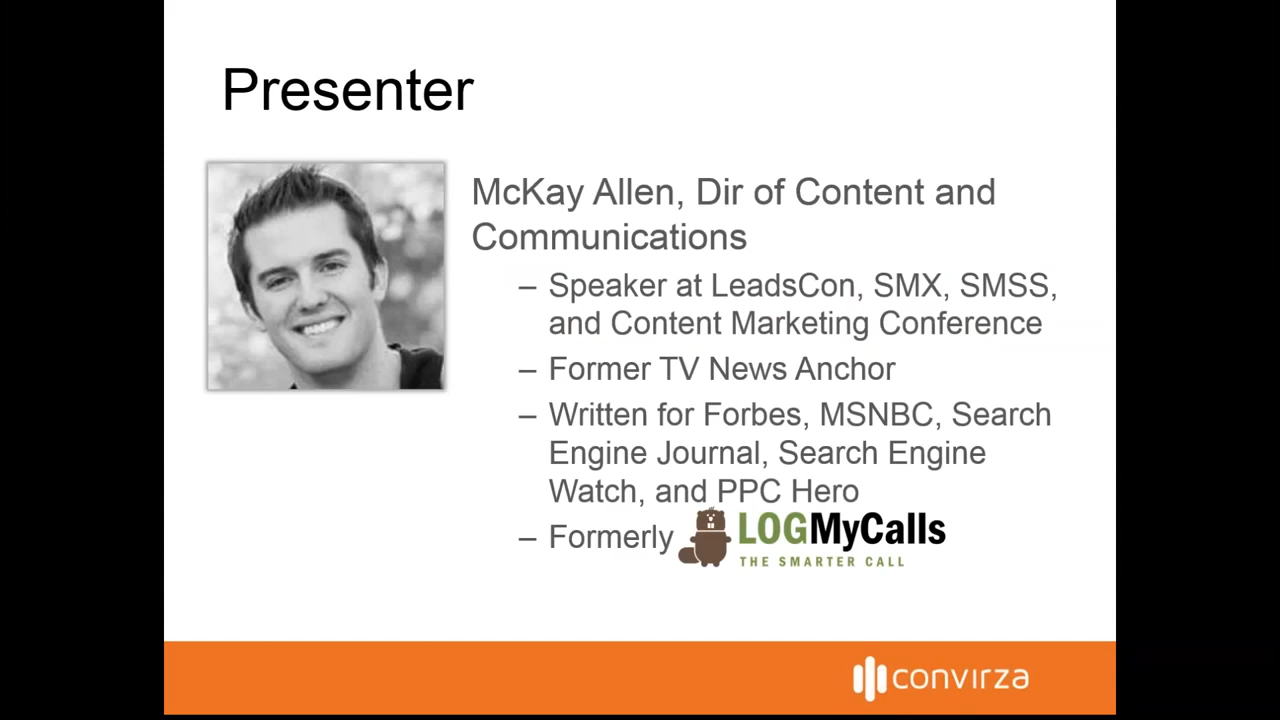 Presenter
McKay Allen, Dir of Content and
Communications
– Speaker at LeadsCon, SMX, SMSS,
and Content Marketing Conference
– Former TV News Anchor
– Written for Forbes, MSNBC, Search
Engine Journal, Search Engine
Watch, and PPC Hero
– Formerly LOGMyCalls
THE SMARTER CALL
convirza